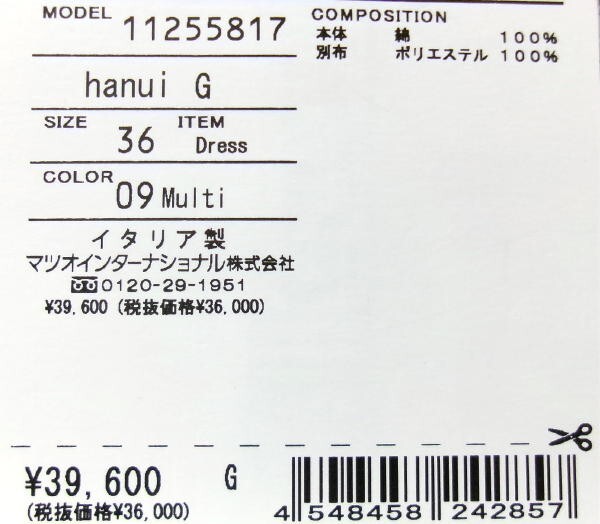 MODEL 11255817
hanui G
SIZE 36 ITEM Dress
COLOR 09 Multi
イタリア製
マツオインターナショナル株式会社
0120-29-1951
¥39,600 (税抜価格¥36,000)
COMPOSITION
本体 綿 100%
別布 ポリエステル 100%
¥39,600 G
(税抜価格¥36,000)
4 548458 242857